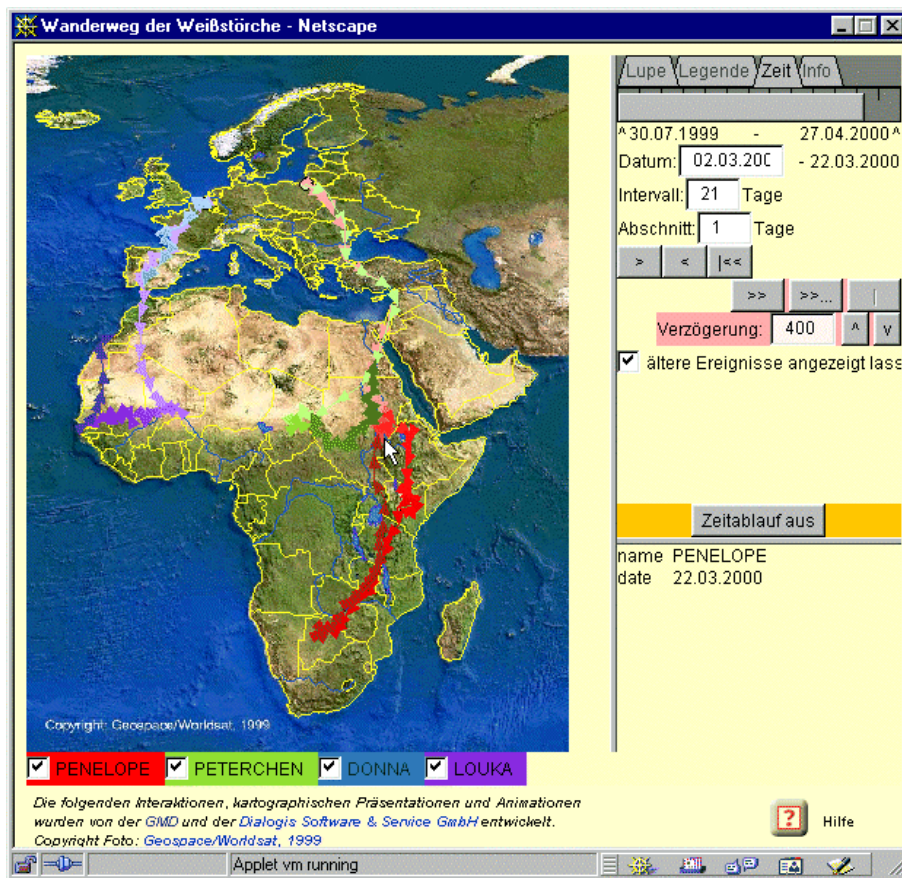 Wanderweg der Weißstörche - Netscape
Lupe Legende Zeit Info
^30.07.1999 - 27.04.2000^
Datum: 02.03.200 - 22.03.2000
Intervall: 21 Tage
Abschnitt: 1 Tage
> < |<<
>> >>... |
Verzögerung: 400 ^ v
ältere Ereignisse angezeigt lass
Zeitablauf aus
name PENELOPE
date 22.03.2000
Copyright: Geospace/Worldsat, 1999
PENELOPE PETERCHEN DONNA LOUKA
Die folgenden Interaktionen, kartographischen Präsentationen und Animationen
wurden von der GMD und der Dialogis Software & Service GmbH entwickelt.
Copyright Foto: Geospace/Worldsat, 1999
? Hilfe
Applet vm running